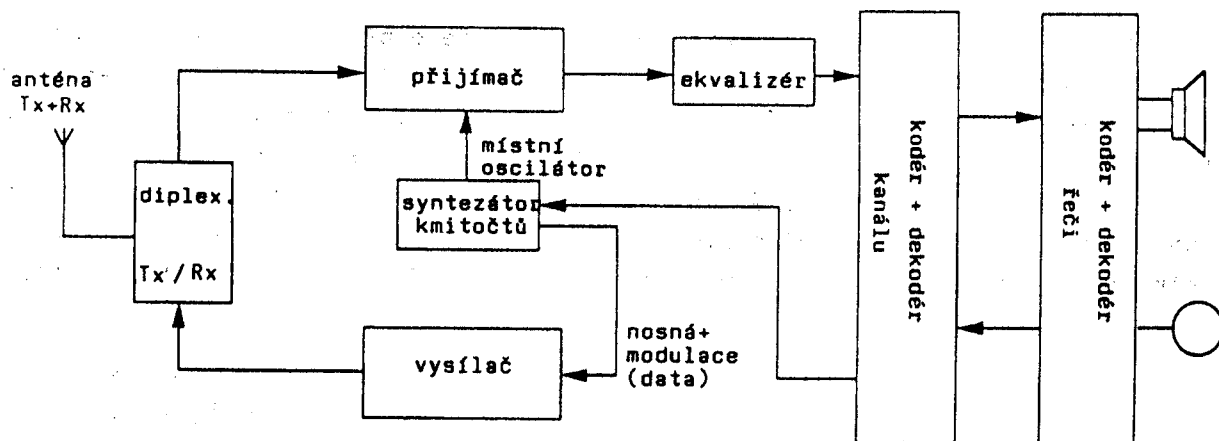 anténa
Tx+Rx
diplex.
Tx / Rx
přijímač
místní
oscilátor
syntezátor
kmitočtů
vysílač
nosná+
modulace
(data)
ekvalizér
kodér + dekodér
kanálu
kodér + dekodér
řeči